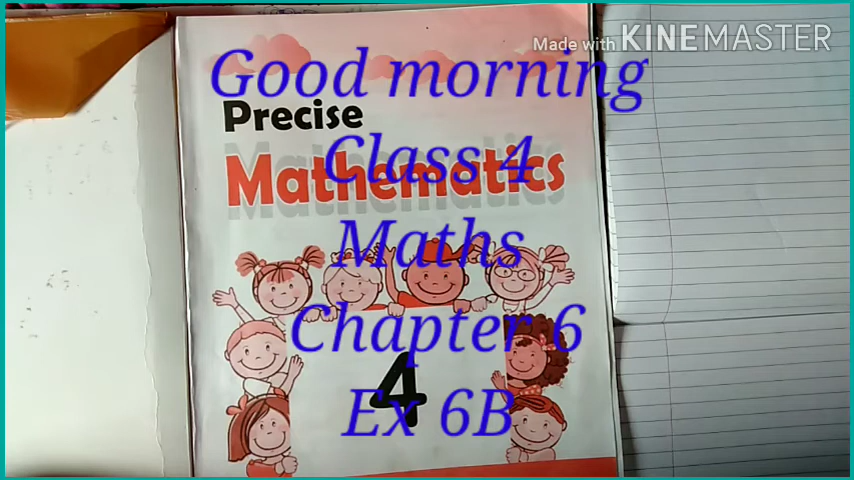 Made with KINEMASTER
Good morning
Precise
Class 4
Mathematics
Maths
Chapter 6
4
Ex 6B